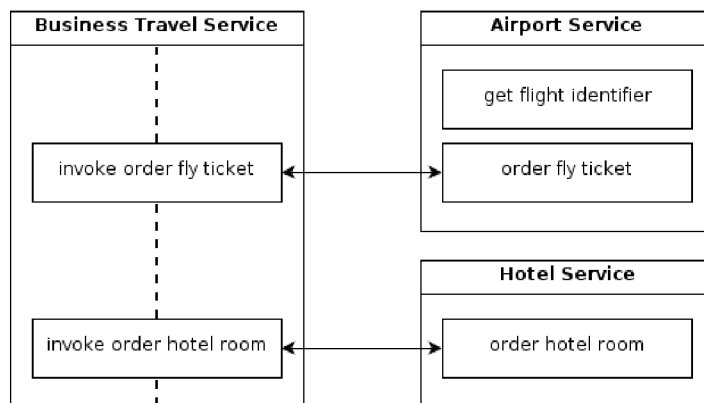 Business Travel Service
invoke order fly ticket
invoke order hotel room
Airport Service
get flight identifier
order fly ticket
Hotel Service
order hotel room